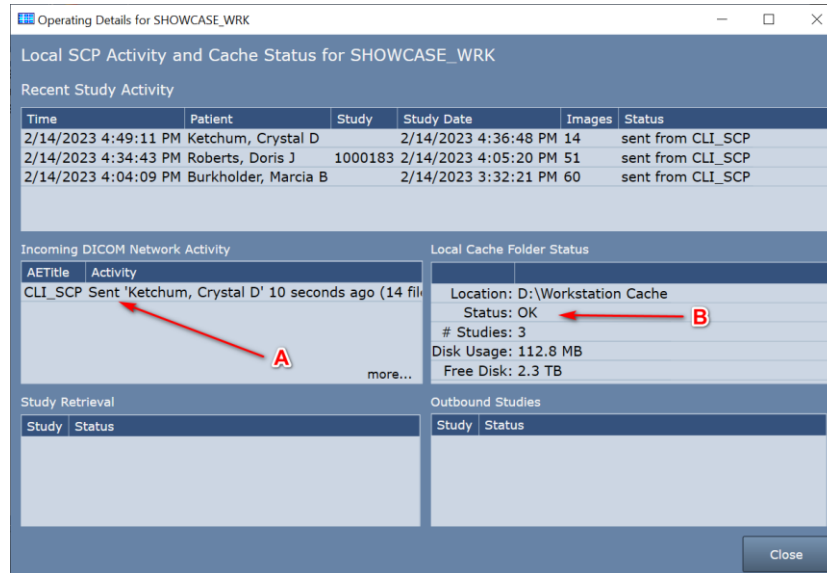 Operating Details for SHOWCASE_WRK
Local SCP Activity and Cache Status for SHOWCASE_WRK
Recent Study Activity
Time Patient Study Study Date Images Status
2/14/2023 4:49:11 PM Ketchum, Crystal D 2/14/2023 4:36:48 PM 14 sent from CLI_SCP
2/14/2023 4:34:43 PM Roberts, Doris J 1000183 2/14/2023 4:05:20 PM 51 sent from CLI_SCP
2/14/2023 4:04:09 PM Burkholder, Marcia B 2/14/2023 3:32:21 PM 60 sent from CLI_SCP
Incoming DICOM Network Activity
AETitle Activity
CLI_SCP Sent 'Ketchum, Crystal D' 10 seconds ago (14 fil
A
more...
Local Cache Folder Status
Location: D:\Workstation Cache
Status: OK
B
# Studies: 3
Disk Usage: 112.8 MB
Free Disk: 2.3 TB
Study Retrieval
Study Status
Outbound Studies
Study Status
Close